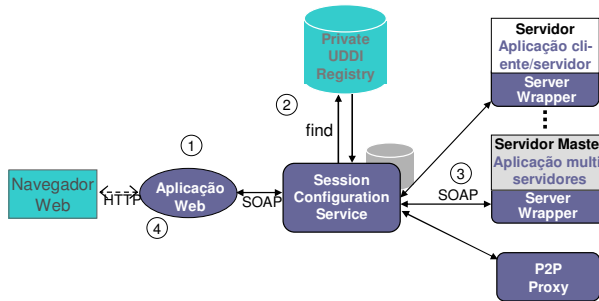 Private
UDDI
Registry
Servidor
Aplicação cli-
ente/servidor
Server
Wrapper
2
find
1
Servidor Master
Aplicação multi
servidores
Server
Wrapper
3
SOAP
Navegador
Web
HTTP
Aplicação
Web
4
SOAP
Session
Configuration
Service
P2P
Proxy